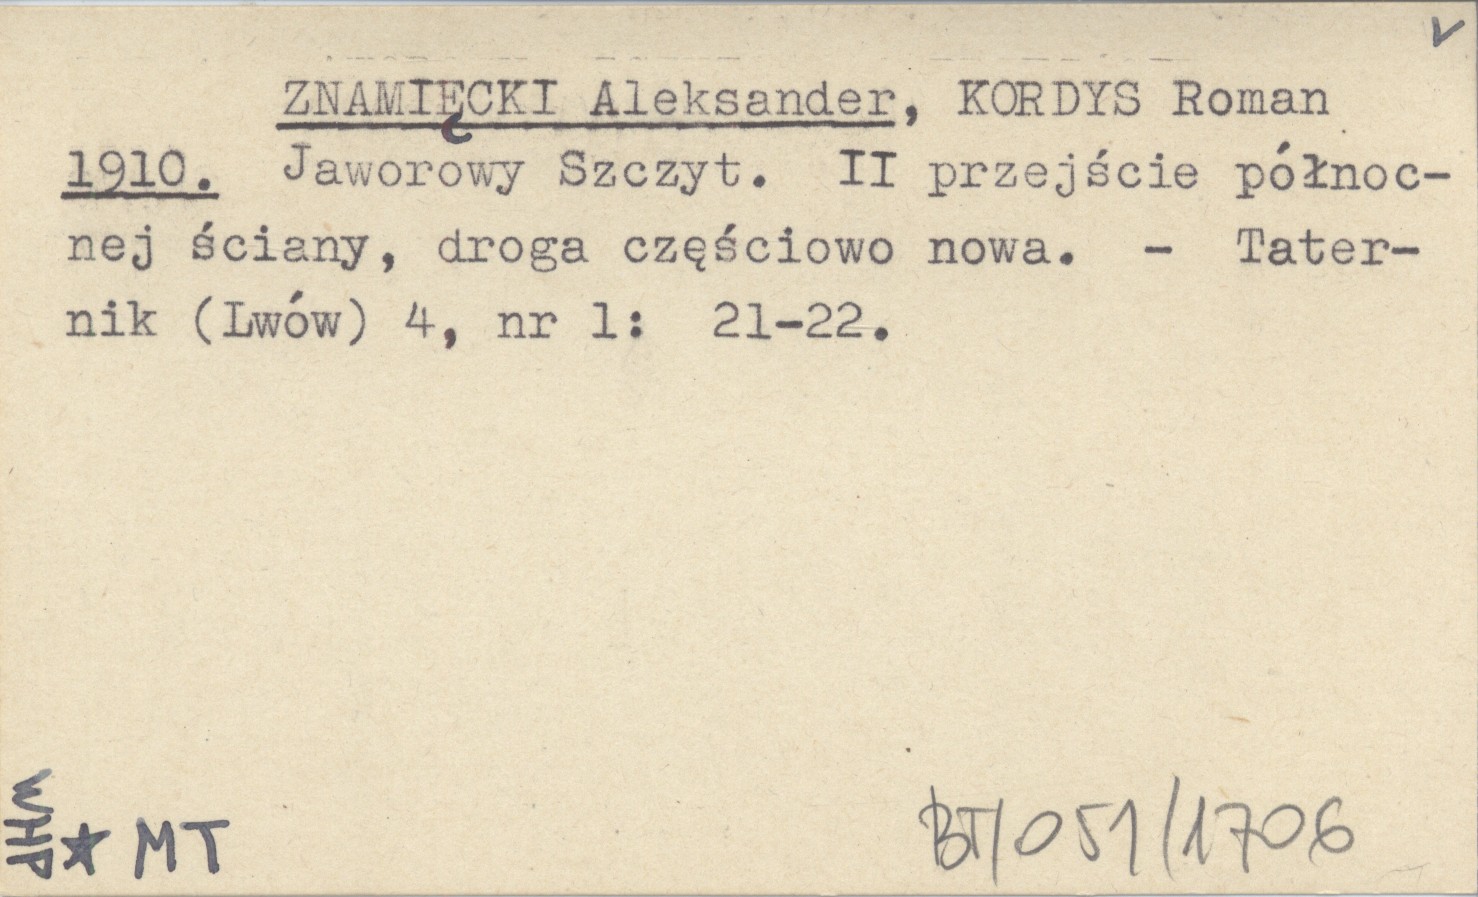 V
ZNAMIĘCKI Aleksander, KORDYS Roman
1910. Jaworowy Szczyt. II przejście północ-
nej ściany, droga częściowo nowa. - Tater-
nik (Lwów) 4, nr 1: 21-22.
WHP ★ MT
BT/051/1706